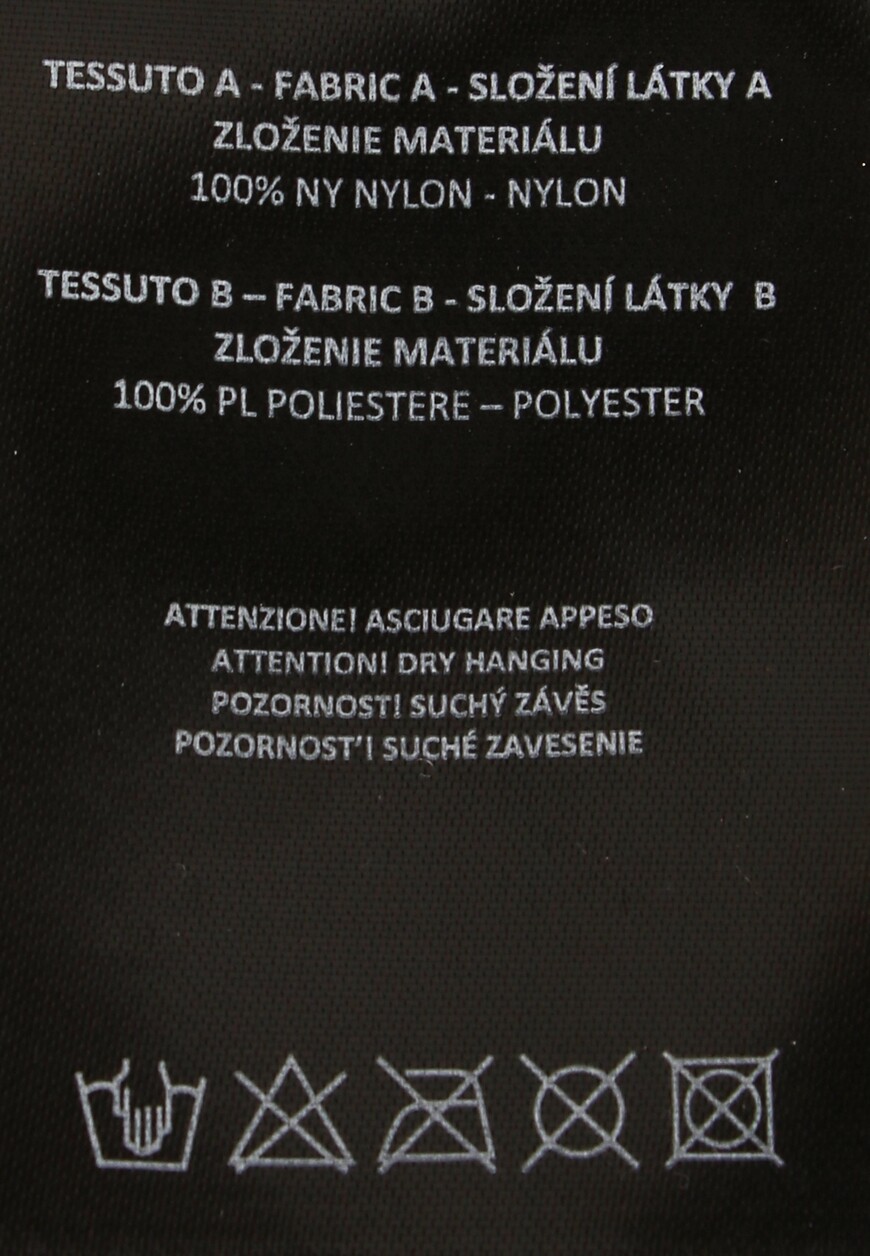 TESSUTO A - FABRIC A - SLOŽENÍ LÁTKY A
ZLOŽENIE MATERIÁLU
100% NY NYLON - NYLON
TESSUTO B – FABRIC B - SLOŽENÍ LÁTKY B
ZLOŽENIE MATERIÁLU
100% PL POLIESTERE – POLYESTER
ATTENZIONE! ASCIUGARE APPESO
ATTENTION! DRY HANGING
POZORNOST! SUCHÝ ZÁVĚS
POZORNOST'! SUCHÉ ZAVESENIE